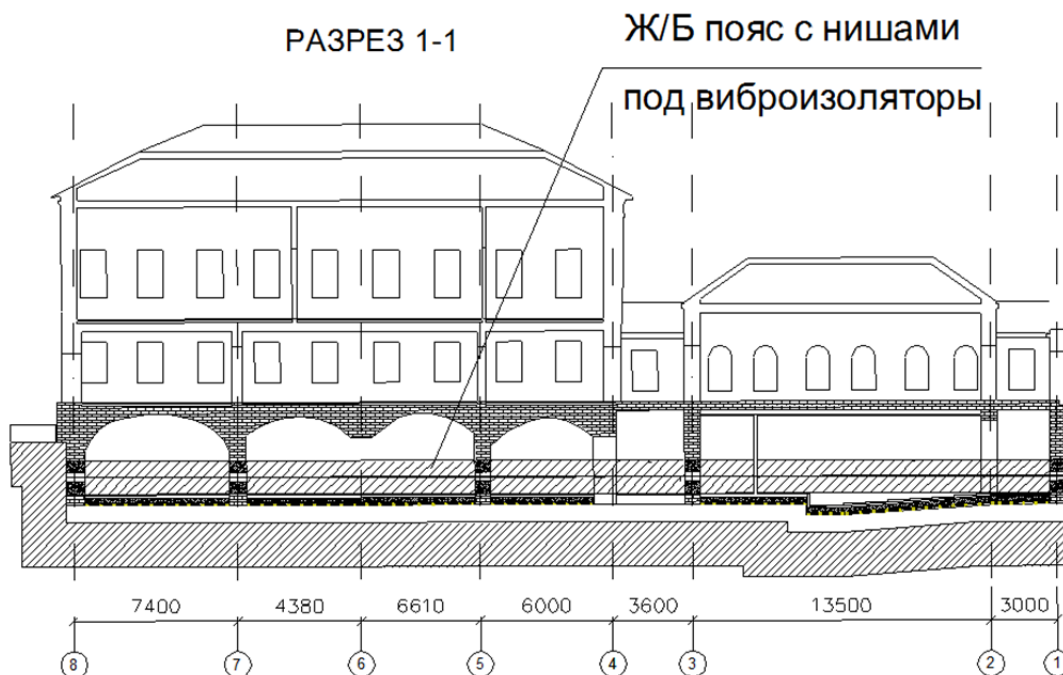 РАЗРЕЗ 1-1
Ж/Б пояс с нишами
под виброизоляторы
7400 4380 6610 6000 3600 13500 3000
8 7 6 5 4 3 2 1